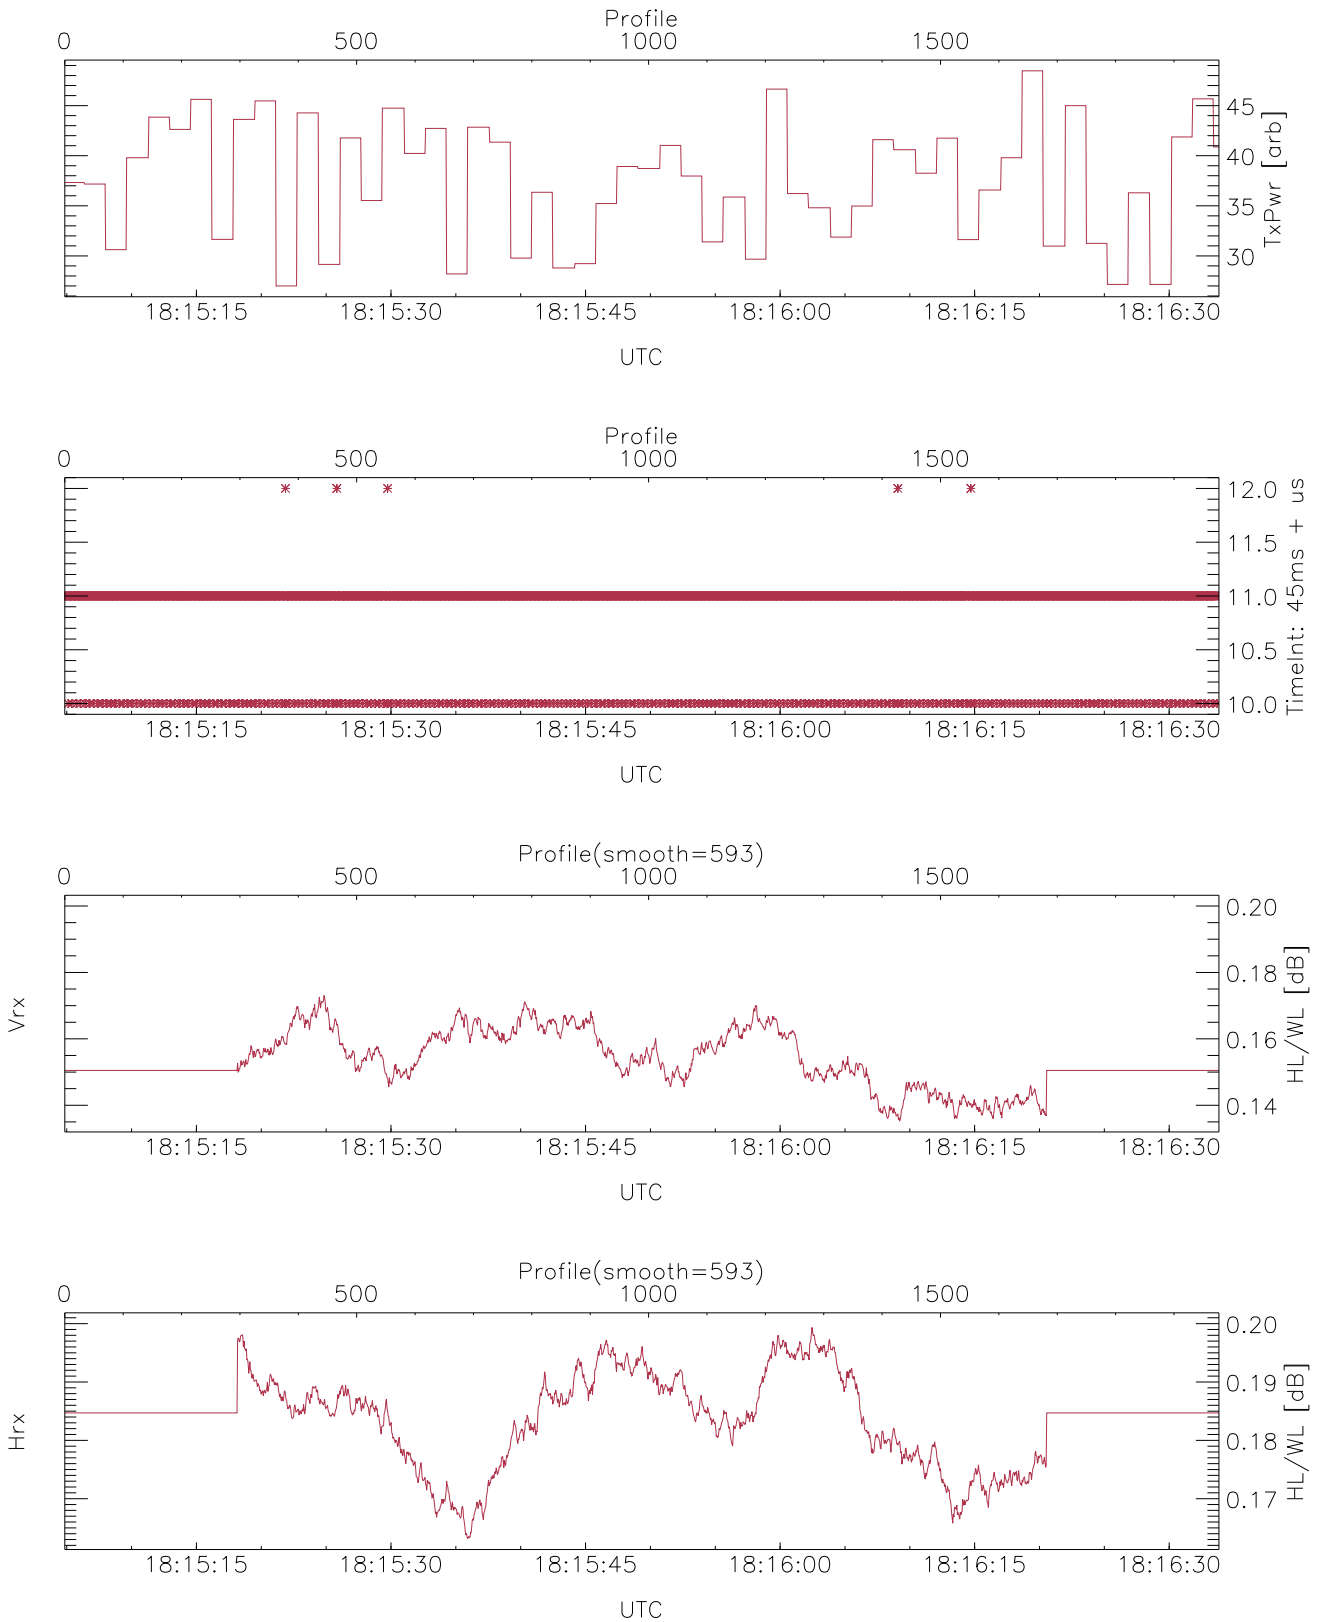 Profile
0 500 1000 1500
45
40
35
30
TxPwr [arb]
18:15:15 18:15:30 18:15:45 18:16:00 18:16:15 18:16:30
UTC
Profile
0 500 1000 1500
12.0
11.5
11.0
10.5
10.0
TimeInt: 45ms + us
18:15:15 18:15:30 18:15:45 18:16:00 18:16:15 18:16:30
UTC
Profile(smooth=593)
0 500 1000 1500
Vrx
0.20
0.18
0.16
0.14
HL/WL [dB]
18:15:15 18:15:30 18:15:45 18:16:00 18:16:15 18:16:30
UTC
Profile(smooth=593)
0 500 1000 1500
Hrx
0.20
0.19
0.18
0.17
HL/WL [dB]
18:15:15 18:15:30 18:15:45 18:16:00 18:16:15 18:16:30
UTC